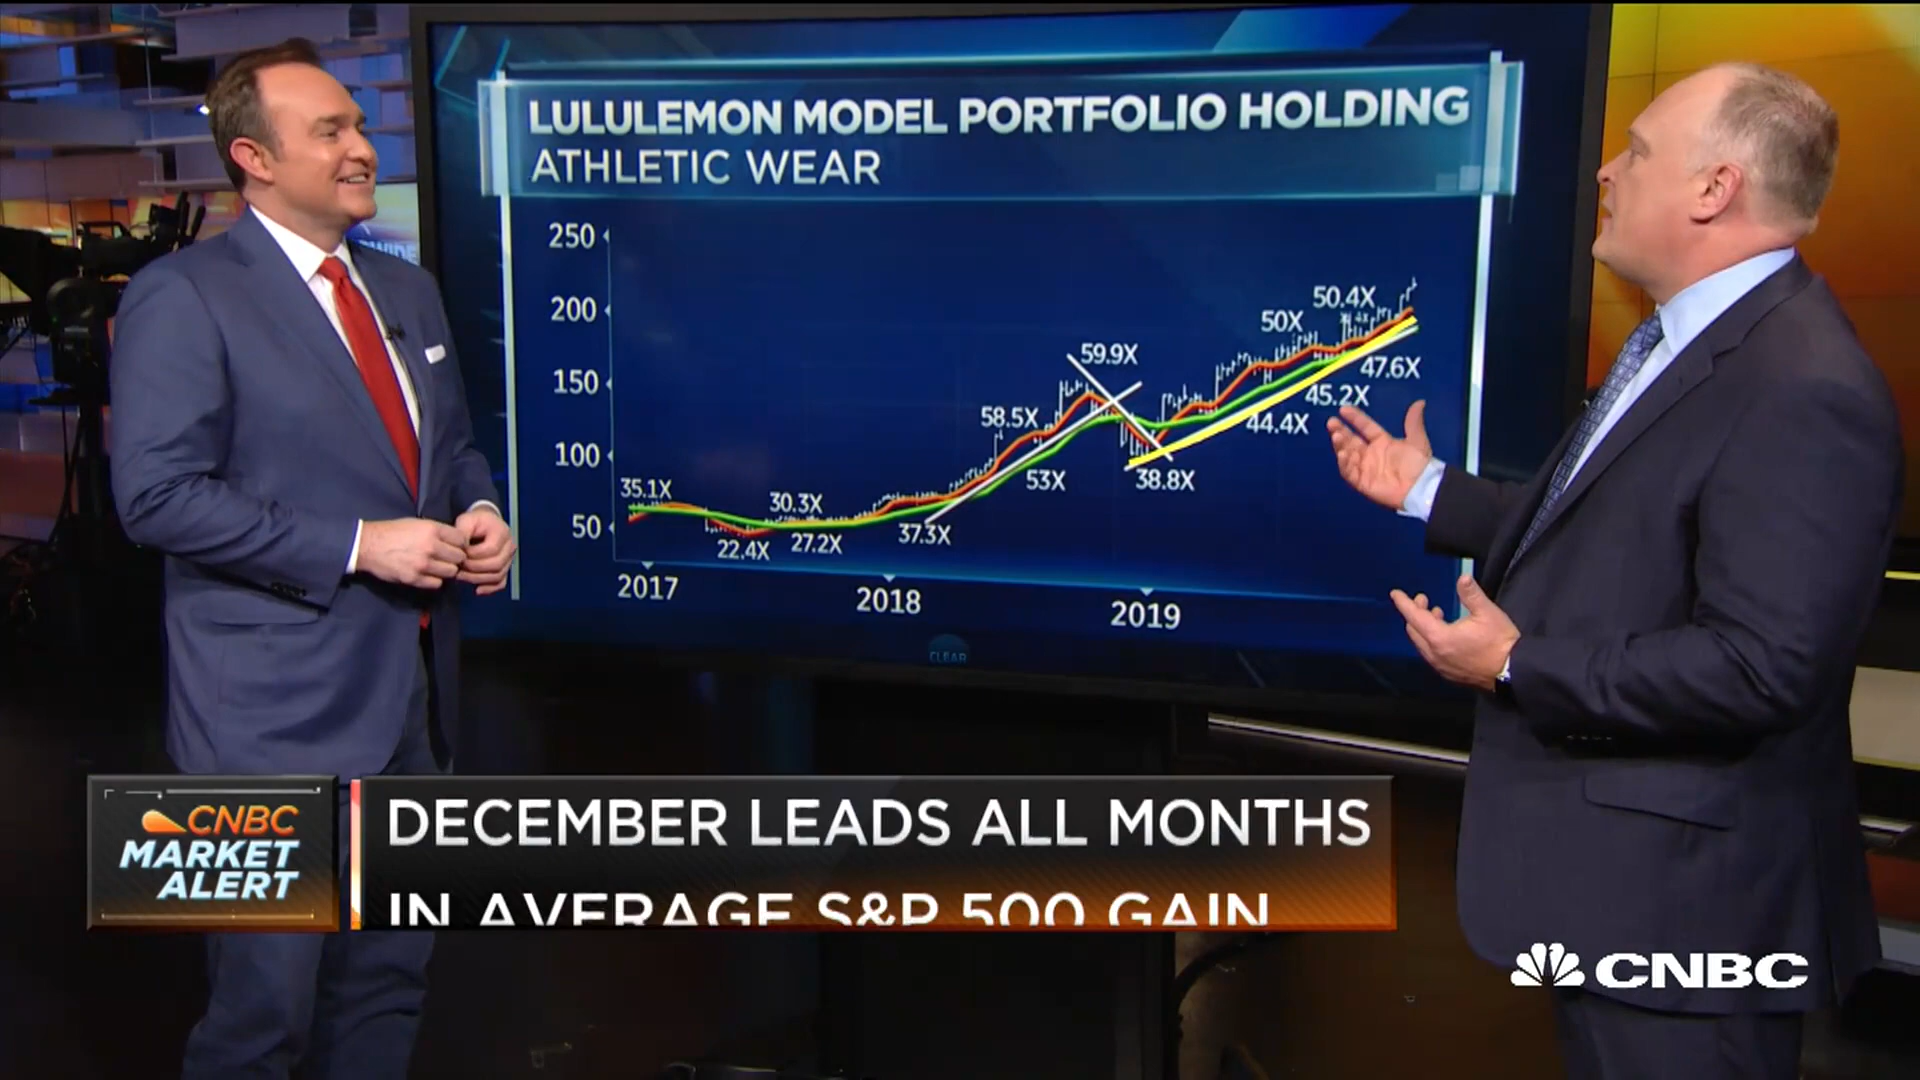 LULULEMON MODEL PORTFOLIO HOLDING
ATHLETIC WEAR
250
200
150
100
50
35.1X
22.4X
30.3X
27.2X
37.3X
58.5X
53X
59.9X
38.8X
50X
50.4X
47.6X
45.2X
44.4X
2017
2018
2019
CLEAR
WIDE
CNBC
MARKET
ALERT
DECEMBER LEADS ALL MONTHS
IN AVERAGE S&P 500 GAIN
CNBC